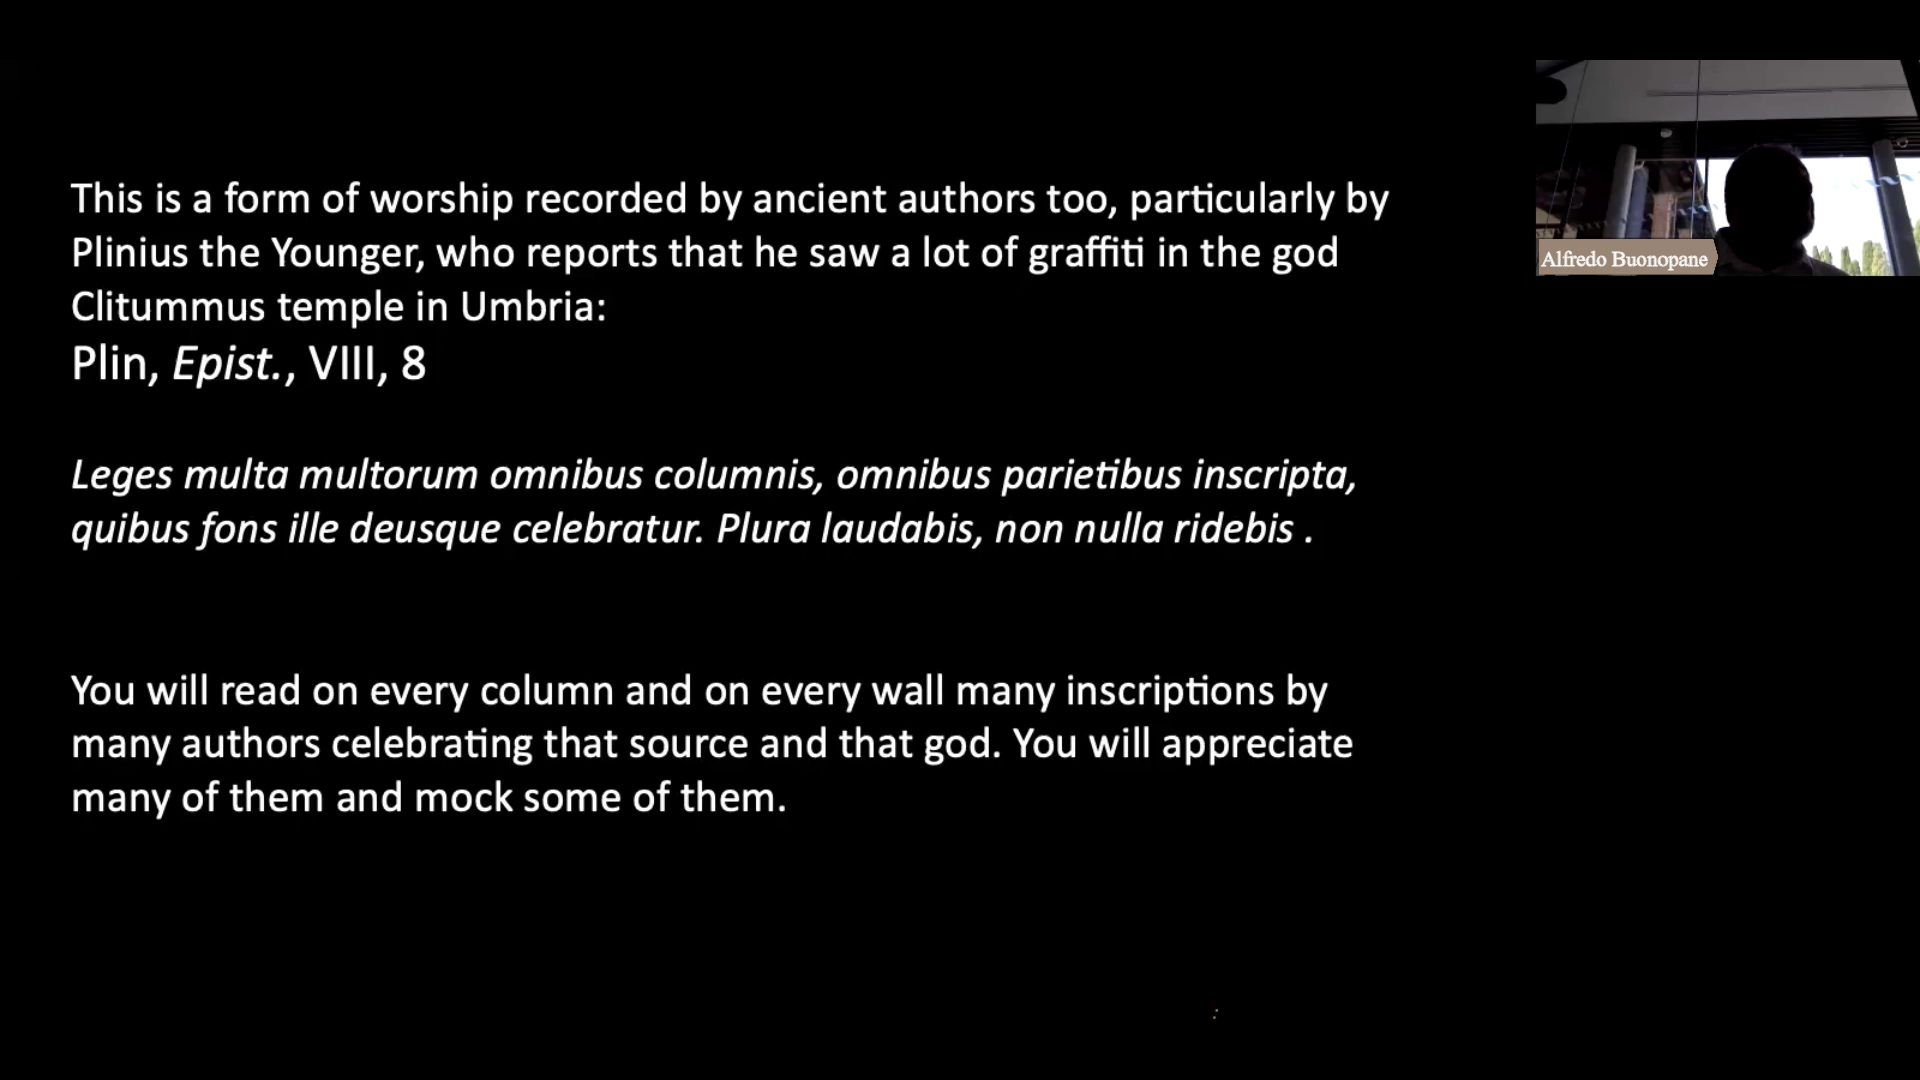 This is a form of worship recorded by ancient authors too, particularly by
Plinius the Younger, who reports that he saw a lot of graffiti in the god
Clitummus temple in Umbria:
Plin, Epist., VIII, 8
Leges multa multorum omnibus columnis, omnibus parietibus inscripta,
quibus fons ille deusque celebratur. Plura laudabis, non nulla ridebis .
You will read on every column and on every wall many inscriptions by
many authors celebrating that source and that god. You will appreciate
many of them and mock some of them.
Alfredo Buonopane